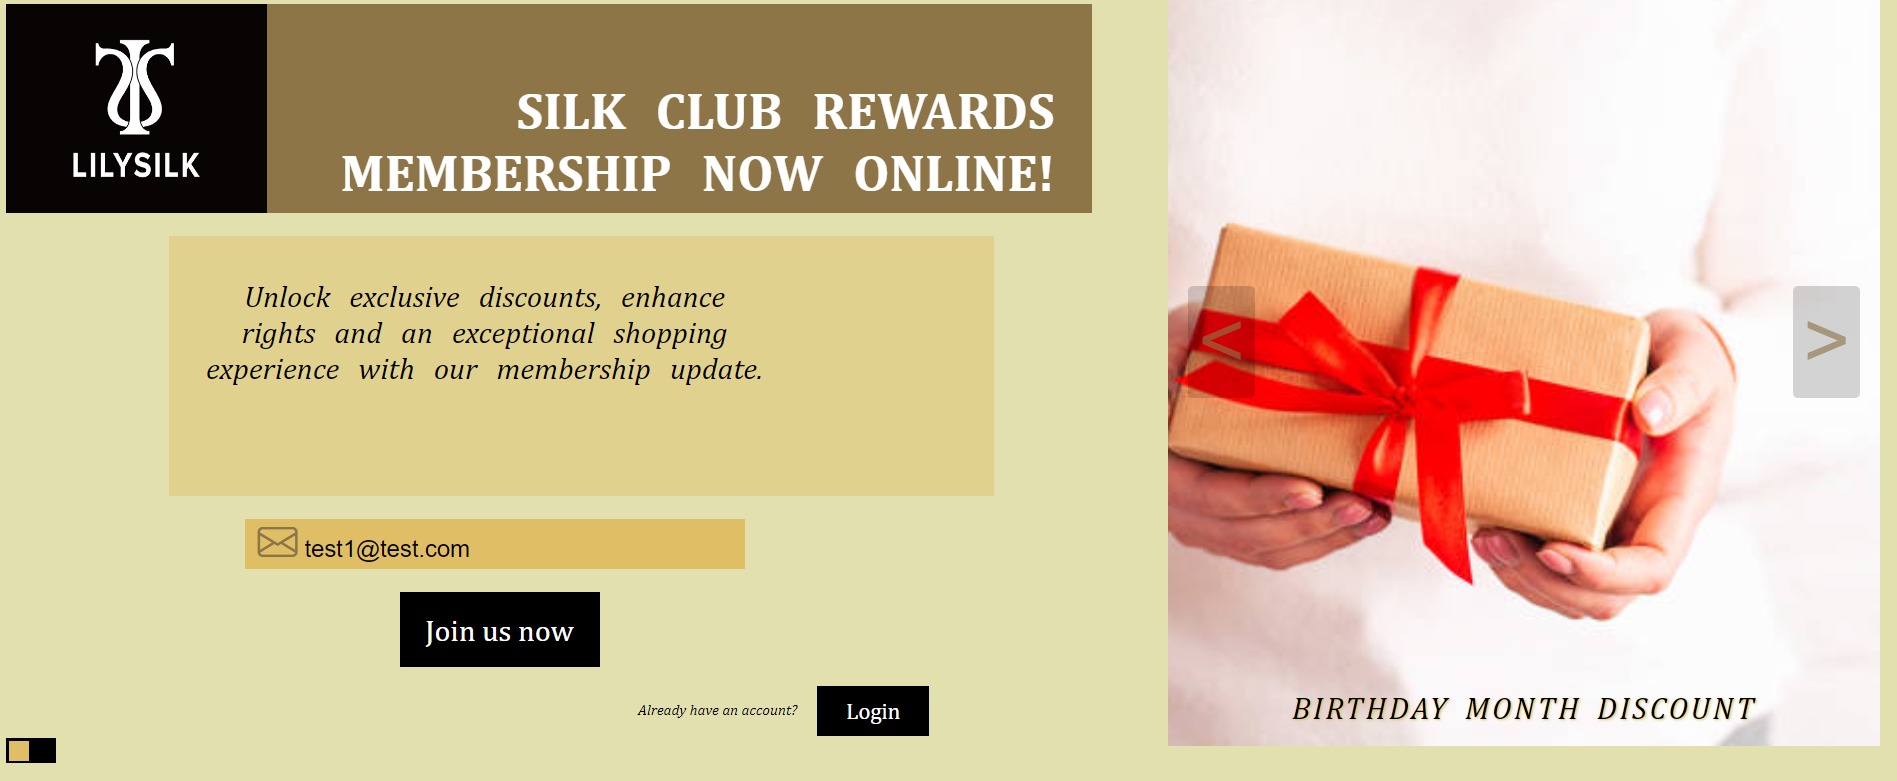 LILYSILK
SILK CLUB REWARDS
MEMBERSHIP NOW ONLINE!
Unlock exclusive discounts, enhance
rights and an exceptional shopping
experience with our membership update.
test1@test.com
Join us now
Already have an account?
Login
<
>
BIRTHDAY MONTH DISCOUNT